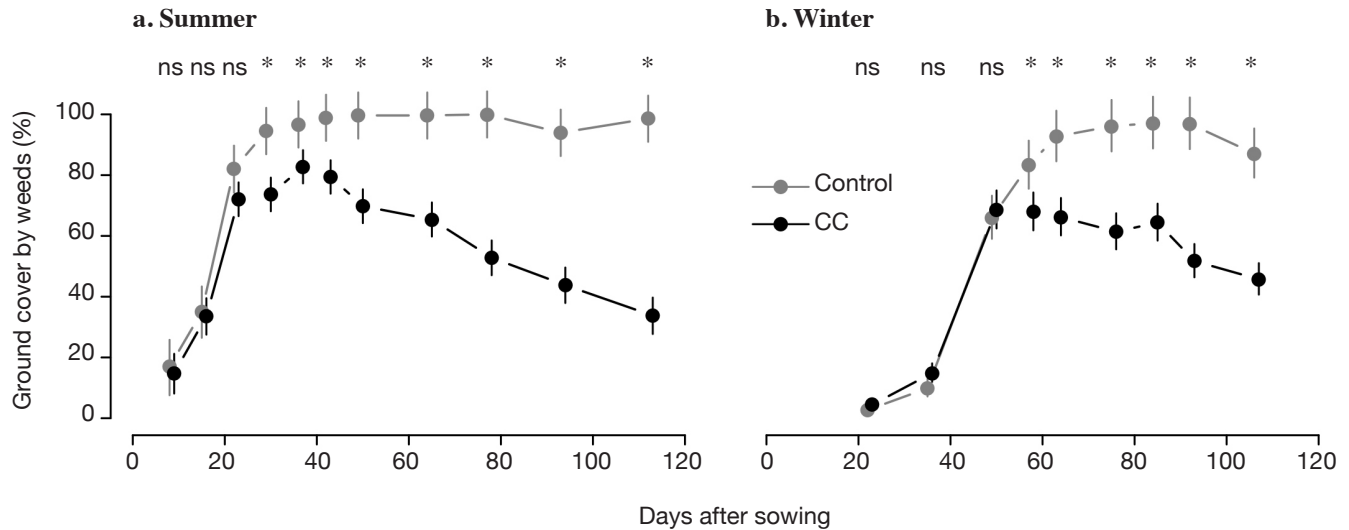 a. Summer
b. Winter
ns ns ns * * * * * * * *
ns ns ns * * * * * *
Ground cover by weeds (%)
100
80
60
40
20
0
Control
CC
0 20 40 60 80 100 120
0 20 40 60 80 100 120
Days after sowing